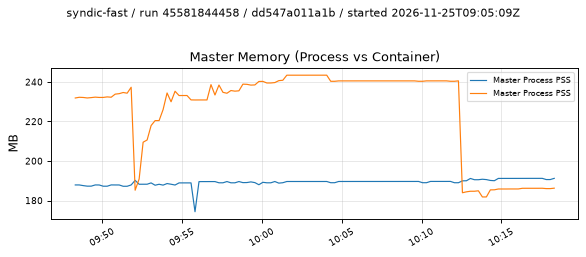 syndic-fast / run 45581844458 / dd547a011a1b / started 2026-11-25T09:05:09Z
Master Memory (Process vs Container)
Master Process PSS
Master Process PSS
MB
240
220
200
180
09:50
09:55
10:00
10:05
10:10
10:15